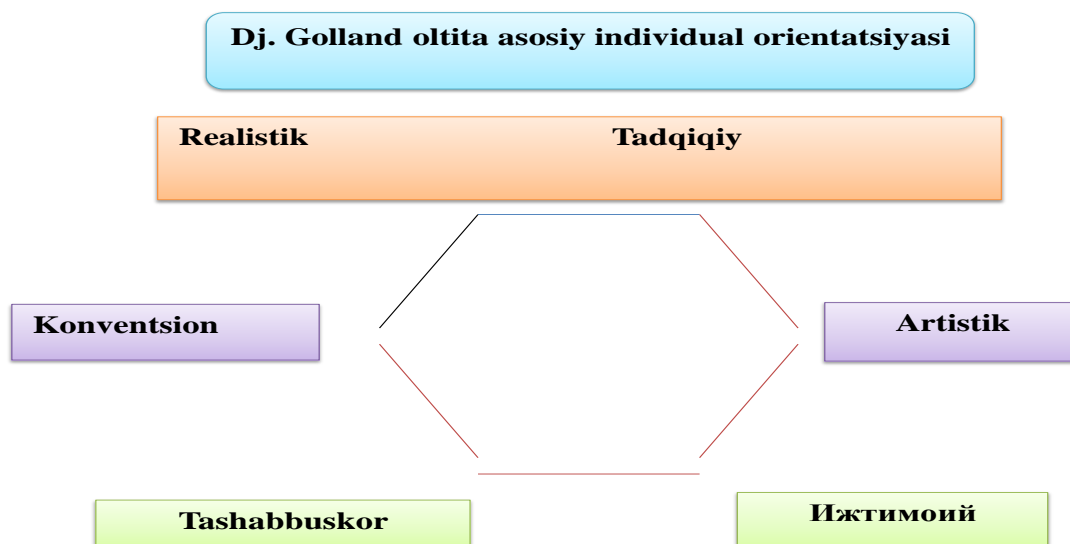 Dj. Golland oltita asosiy individual orientatsiyasi
Realistik Tadqiqiy
Konventsion
Artistik
Tashabbuskor
Ижтимоий